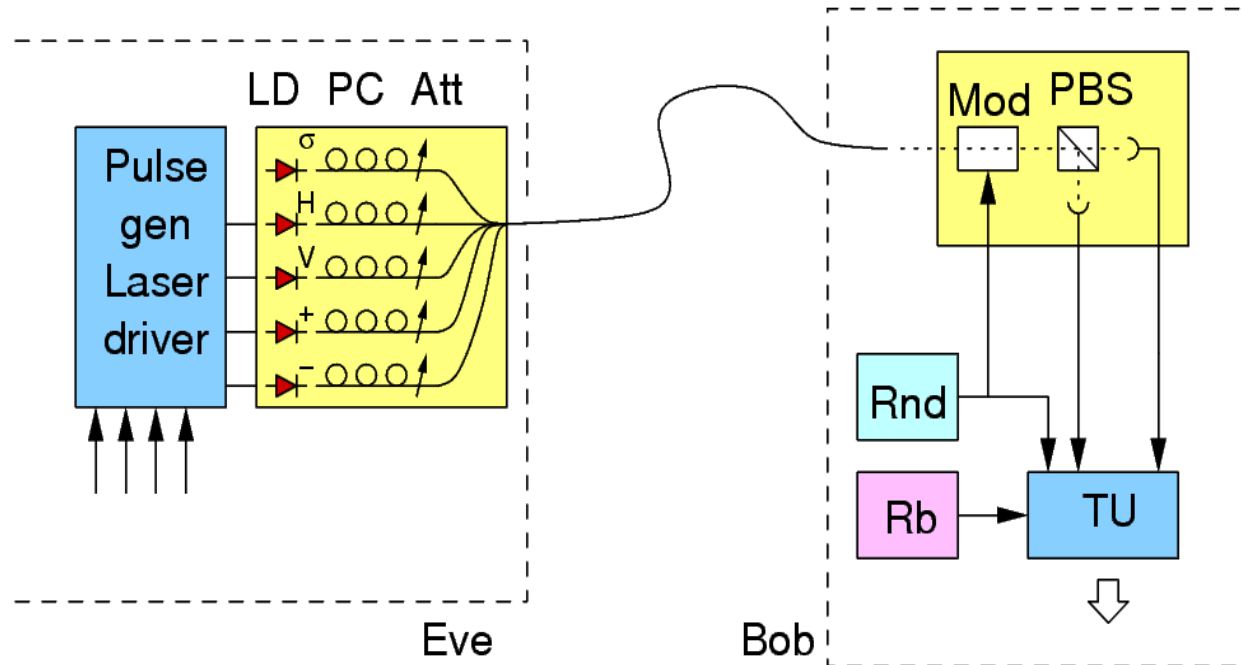 LD PC Att
Pulse
gen
Laser
driver
σ
H
V
+
-
Eve
Bob
Mod PBS
Rnd
Rb
TU